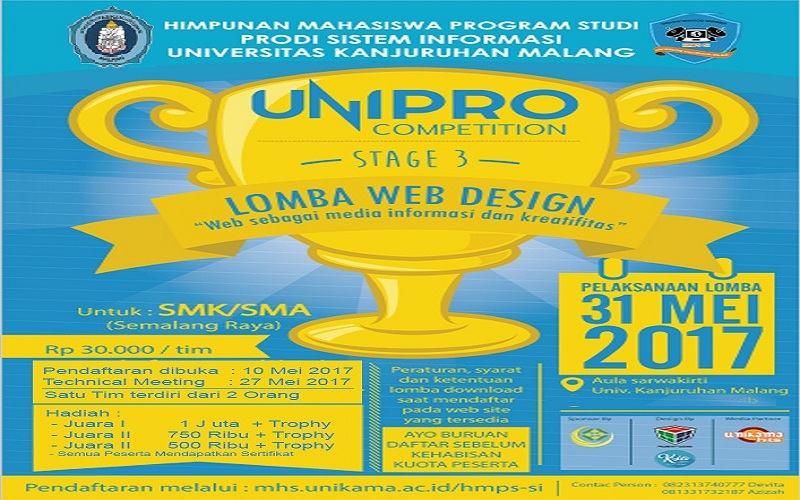 HIMPUNAN MAHASISWA PROGRAM STUDI
PRODI SISTEM INFORMASI
UNIVERSITAS KANJURUHAN MALANG
UNIPRO
COMPETITION
STAGE 3
LOMBA WEB DESIGN
"Web sebagai media informasi dan kreatifitas"
Untuk : SMK/SMA
(Semalang Raya)
Rp 30.000 / tim
Pendaftaran dibuka : 10 Mei 2017
Technical Meeting : 27 Mei 2017
Satu Tim terdiri dari 2 Orang
Hadiah :
- Juara I 1 J uta + Trophy
- Juara II 750 Ribu + Trophy
- Juara II 500 Ribu + Trophy
- Semua Peserta Mendapatkan Sertifikat
Peraturan, syarat
dan ketentuan
lomba download
saat mendaftar
pada web site
yang tersedia
AYO BURUAN
DAFTAR SEBELUM
KEHABISAN
KUOTA PESERTA
PELAKSANAAN LOMBA
31 MEI
2017
Aula sarwakirti
Univ. Kanjuruhan Malang
Sponsor By
Design By
Media Partner
unikama
Pendaftaran melalui : mhs.unikama.ac.id/hmps-si
Contac Person : 082313740777 Devita
081331732187 Azizah